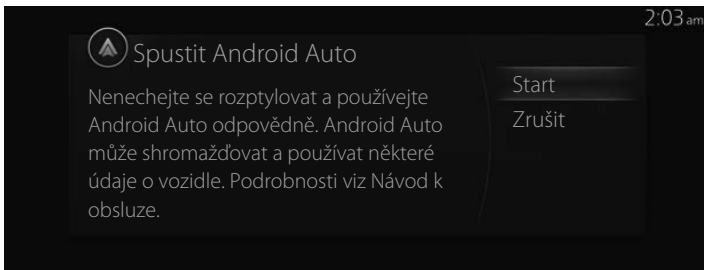 2:03 am
Spustit Android Auto
Nenechejte se rozptylovat a používejte
Android Auto odpovědně. Android Auto
může shromažďovat a používat některé
údaje o vozidle. Podrobnosti viz Návod k
obsluze.
Start
Zrušit